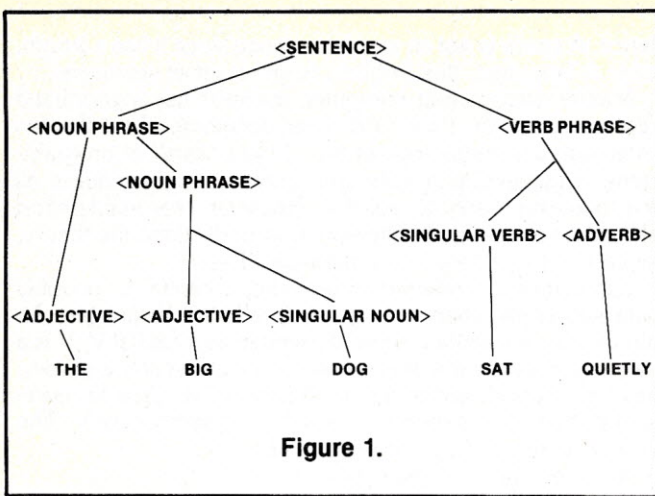 <SENTENCE>
<NOUN PHRASE> <VERB PHRASE>
<NOUN PHRASE>
<SINGULAR VERB> <ADVERB>
<ADJECTIVE> <ADJECTIVE> <SINGULAR NOUN>
THE BIG DOG SAT QUIETLY
Figure 1.